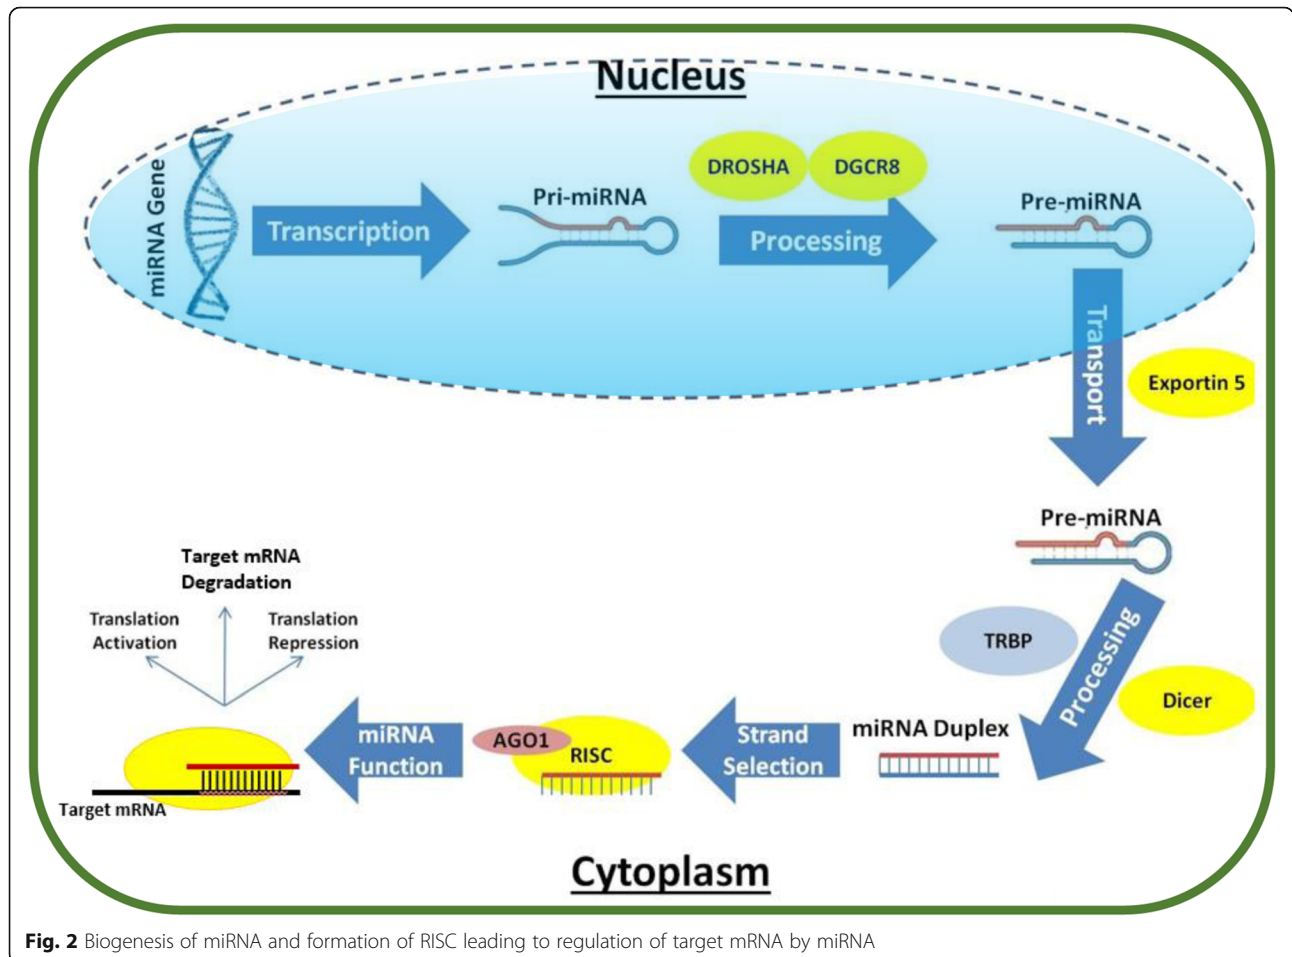 Nucleus
miRNA Gene
Transcription
Pri-miRNA
DROSHA
DGCR8
Processing
Pre-miRNA
Transport
Exportin 5
Pre-miRNA
TRBP
Processing
Dicer
miRNA Duplex
Strand
Selection
AGO1
RISC
miRNA
Function
Target mRNA
Degradation
Translation
Activation
Translation
Repression
Target mRNA
Cytoplasm
Fig. 2 Biogenesis of miRNA and formation of RISC leading to regulation of target mRNA by miRNA